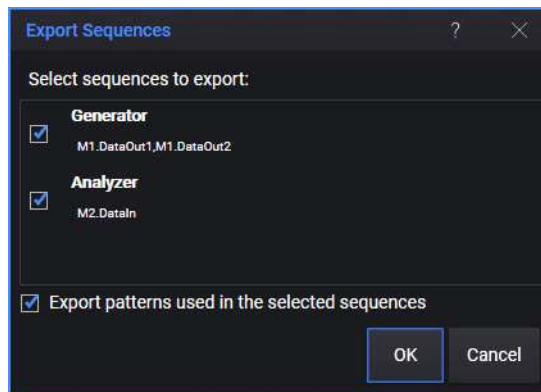 Export Sequences ?
Select sequences to export:
Generator
M1.DataOut1,M1.DataOut2
Analyzer
M2.DataIn
Export patterns used in the selected sequences
OK Cancel